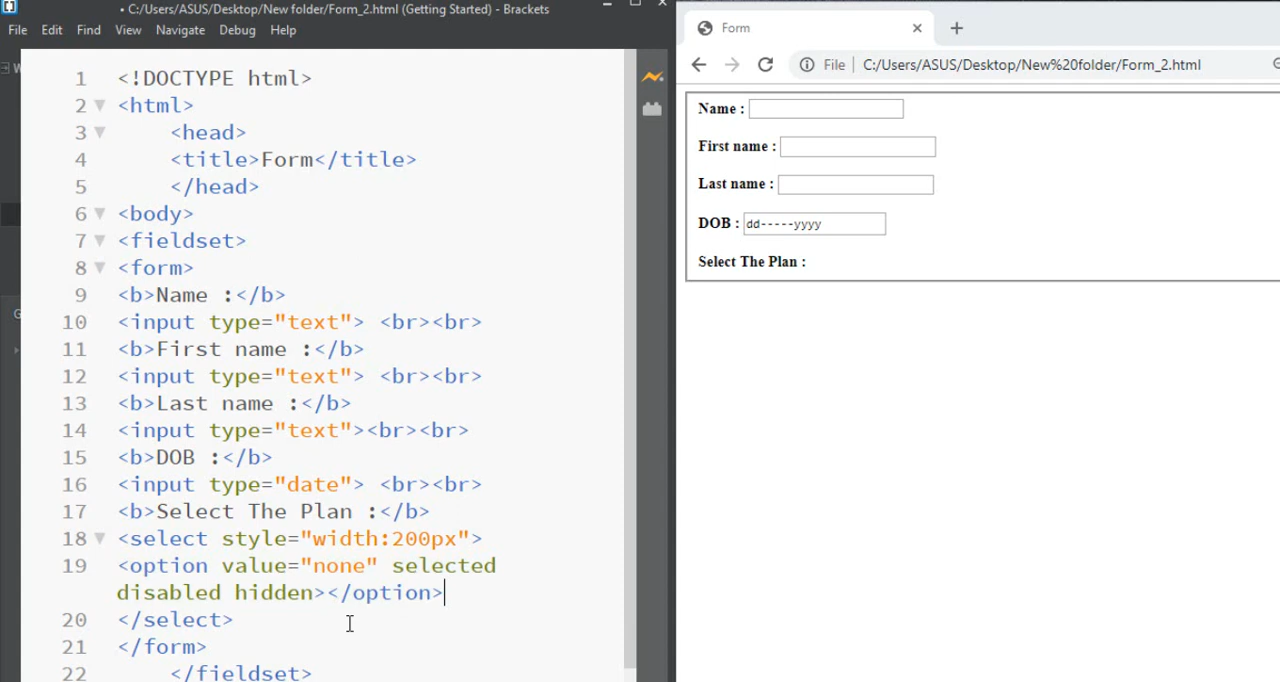 • C:/Users/ASUS/Desktop/New folder/Form_2.html (Getting Started) - Brackets
File Edit Find View Navigate Debug Help
W
G
1 <!DOCTYPE html>
2 <html>
3 <head>
4 <title>Form</title>
5 </head>
6 <body>
7 <fieldset>
8 <form>
9 <b>Name :</b>
10 <input type="text"> <br><br>
11 <b>First name :</b>
12 <input type="text"> <br><br>
13 <b>Last name :</b>
14 <input type="text"><br><br>
15 <b>DOB :</b>
16 <input type="date"> <br><br>
17 <b>Select The Plan :</b>
18 <select style="width:200px">
19 <option value="none" selected
disabled hidden></option>
20 </select>
21 </form>
22 </fieldset>
Form
File C:/Users/ASUS/Desktop/New%20folder/Form_2.html
Name :
First name :
Last name :
DOB : dd-----yyyy
Select The Plan :